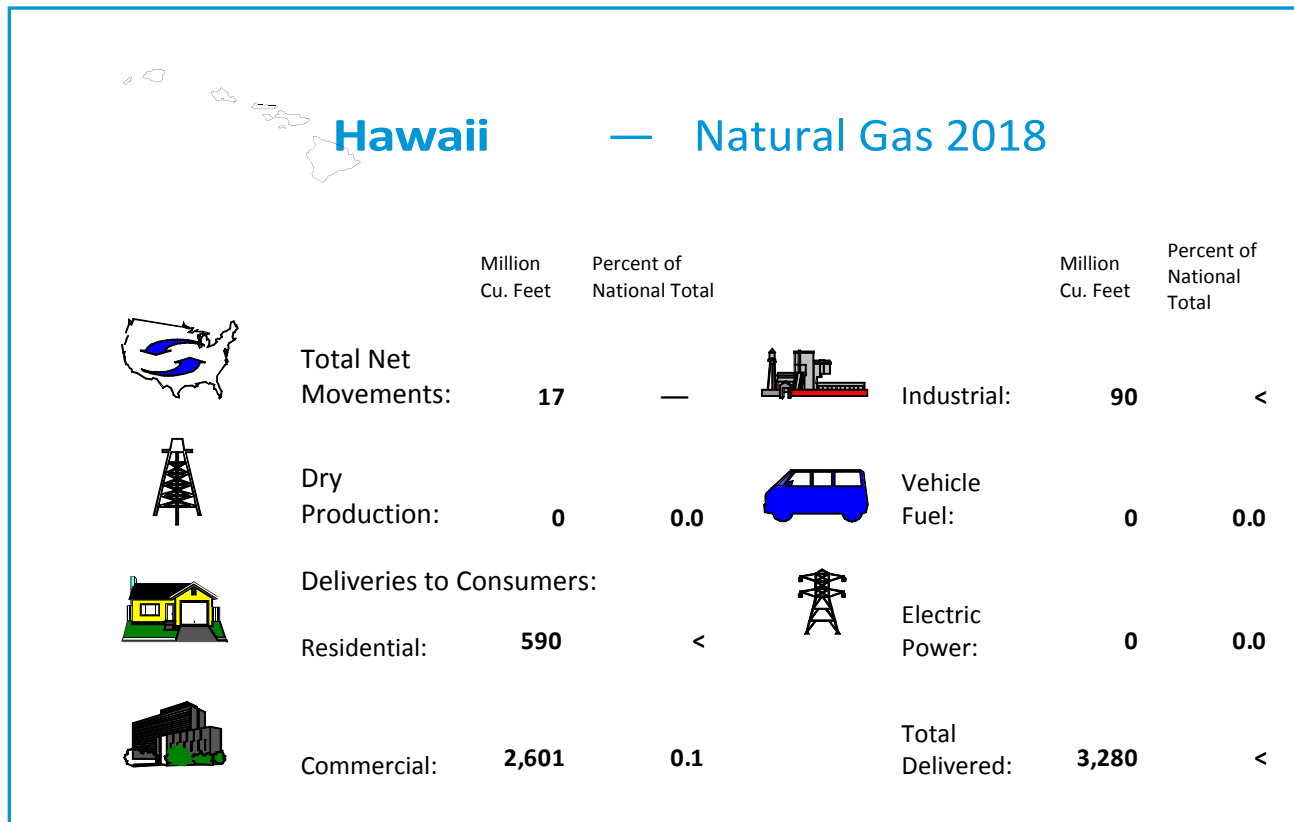 Hawaii — Natural Gas 2018
Million
Cu. Feet
Percent of
National Total
Million
Cu. Feet
Percent of
National
Total
Total Net
Movements: 17 —
Industrial: 90 <
Dry
Production: 0 0.0
Vehicle
Fuel: 0 0.0
Deliveries to Consumers:
Residential: 590 <
Electric
Power: 0 0.0
Commercial: 2,601 0.1
Total
Delivered: 3,280 <